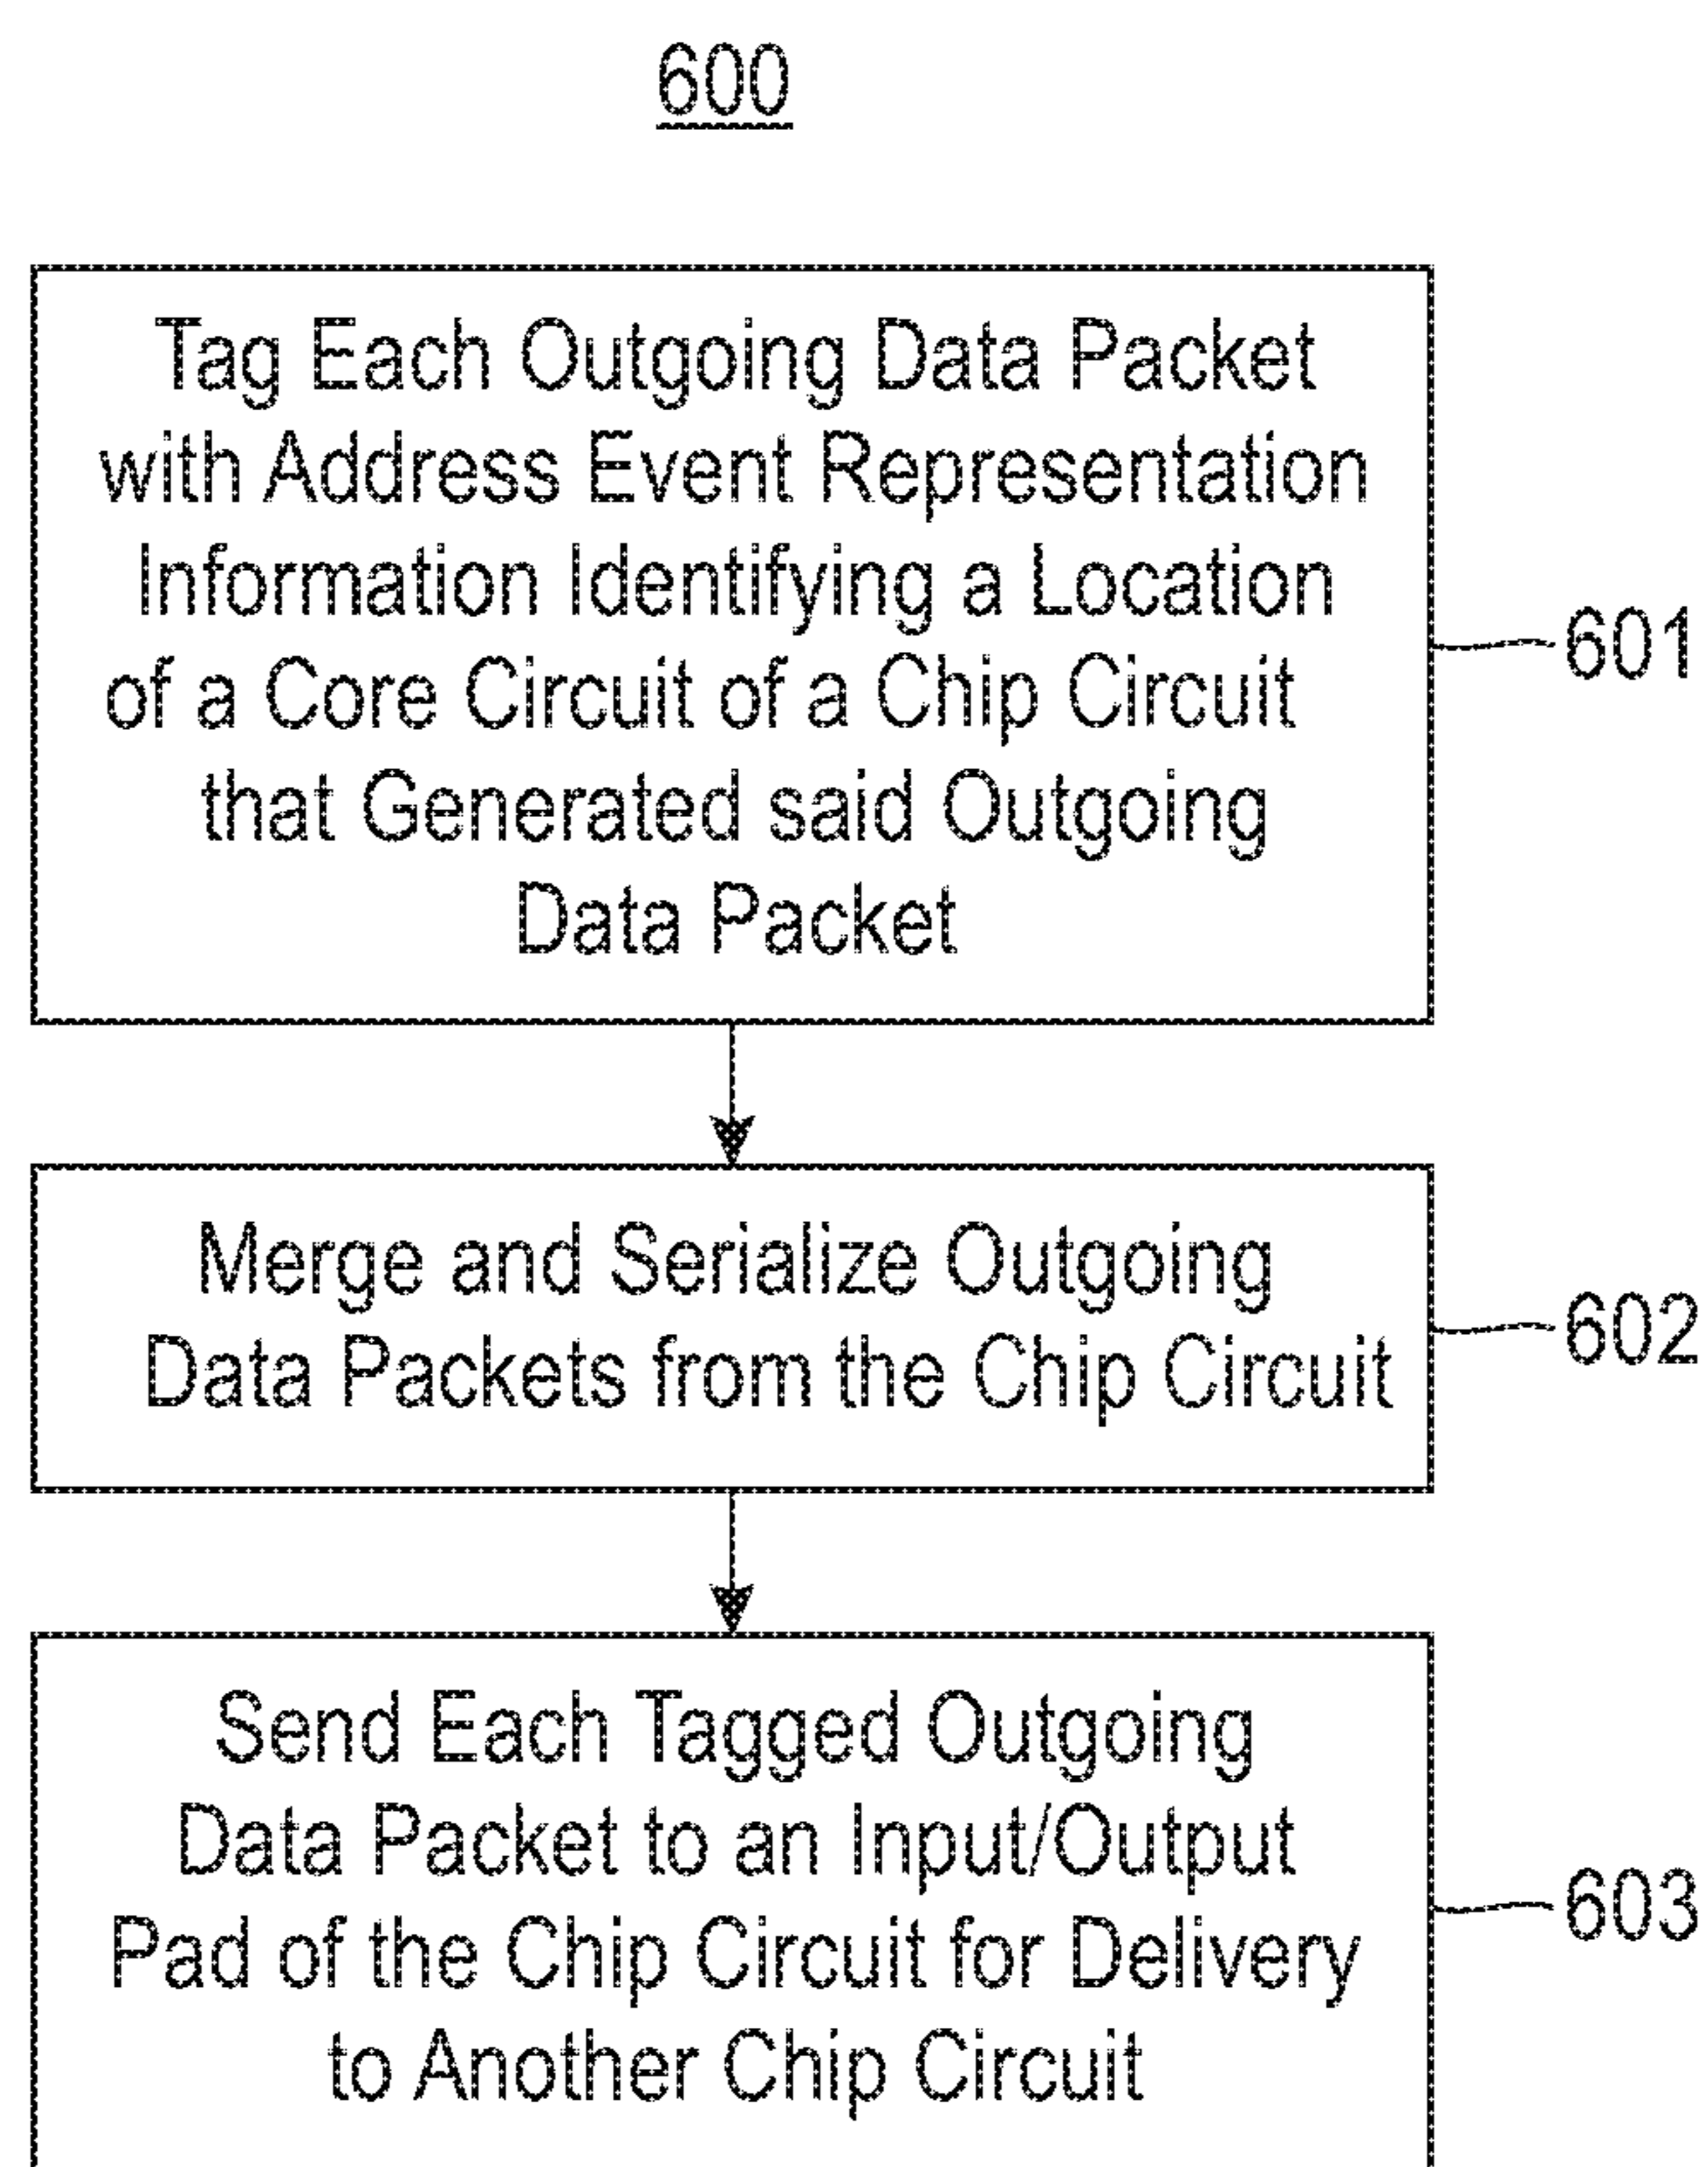 600
Tag Each Outgoing Data Packet
with Address Event Representation
Information Identifying a Location
of a Core Circuit of a Chip Circuit
that Generated said Outgoing
Data Packet
601
Merge and Serialize Outgoing
Data Packets from the Chip Circuit
602
Send Each Tagged Outgoing
Data Packet to an Input/Output
Pad of the Chip Circuit for Delivery
to Another Chip Circuit
603